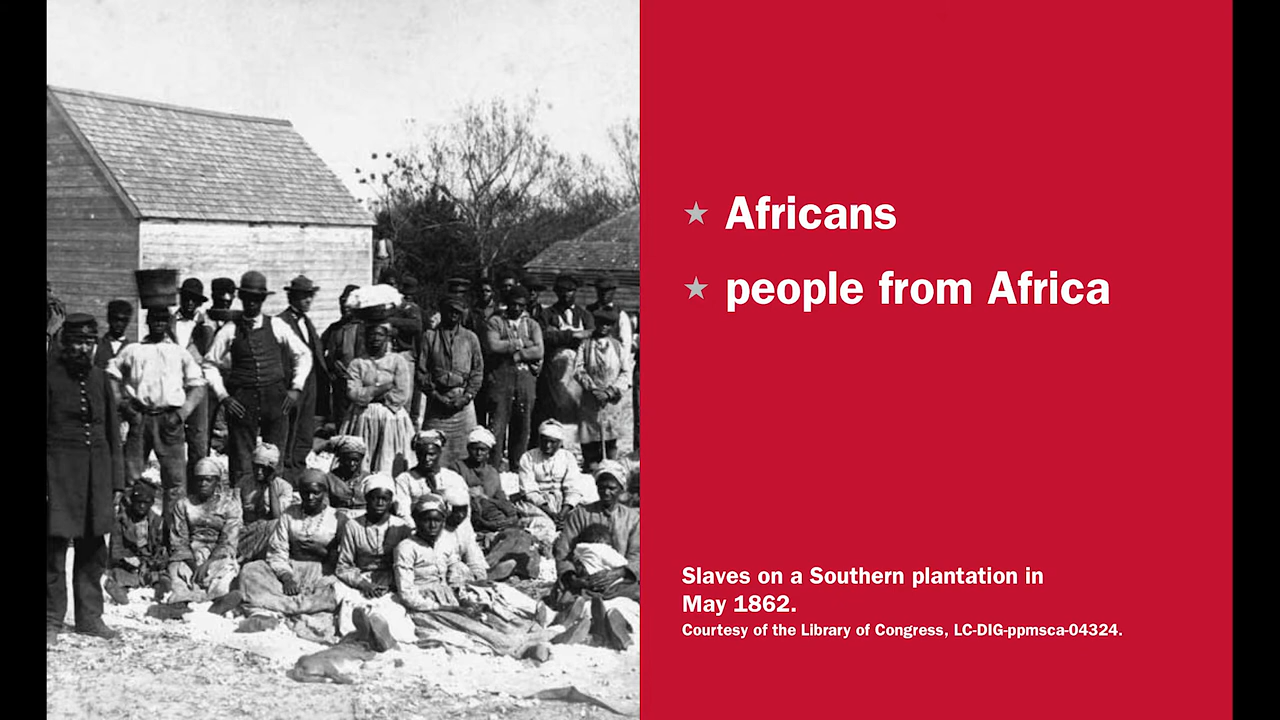 Africans
people from Africa
Slaves on a Southern plantation in
May 1862.
Courtesy of the Library of Congress, LC-DIG-ppmsca-04324.